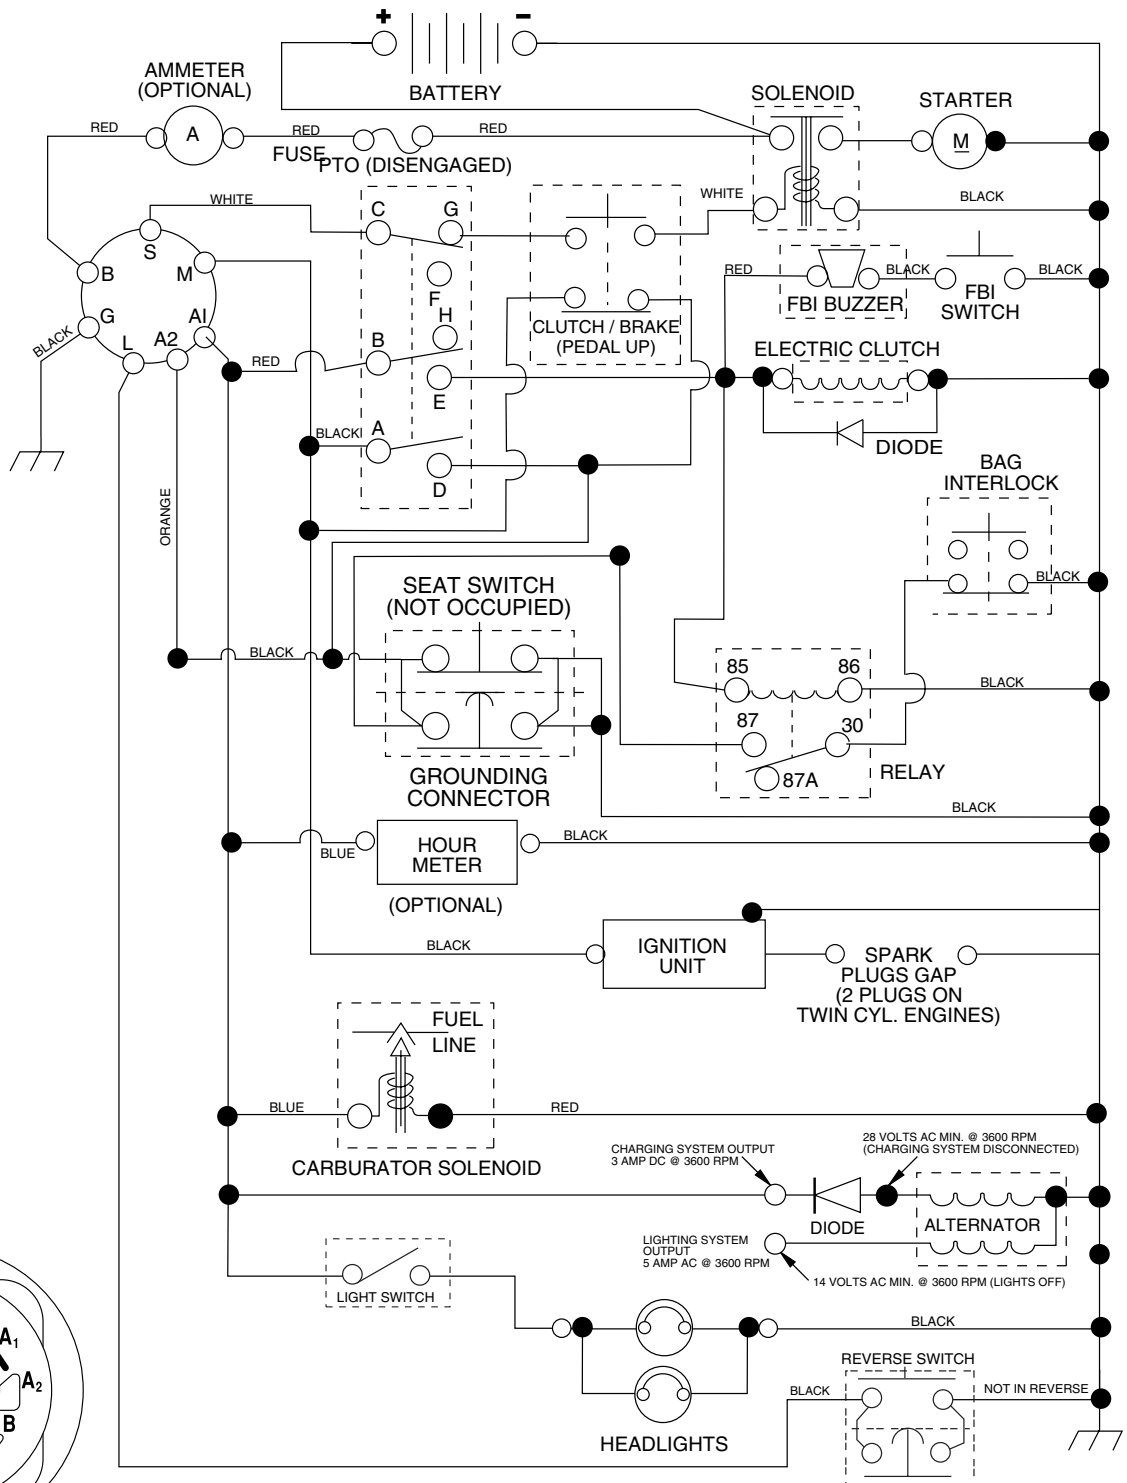 + −
BATTERY
AMMETER
(OPTIONAL)
SOLENOID
STARTER
RED
A
RED
FUSE
RED
M
PTO (DISENGAGED)
WHITE
C
G
WHITE
BLACK
S
B
M
F
RED
BLACK
BLACK
FBI BUZZER
FBI
SWITCH
G
A2
AI
H
CLUTCH / BRAKE
(PEDAL UP)
BLACK
L
RED
B
ELECTRIC CLUTCH
E
BLACK
A
DIODE
D
BAG
INTERLOCK
ORANGE
SEAT SWITCH
(NOT OCCUPIED)
BLACK
BLACK
85
86
BLACK
87
30
87A
RELAY
GROUNDING
CONNECTOR
BLACK
BLUE
HOUR
METER
BLACK
(OPTIONAL)
BLACK
IGNITION
UNIT
SPARK
PLUGS GAP
(2 PLUGS ON
TWIN CYL. ENGINES)
FUEL
LINE
BLUE
RED
CARBURATOR SOLENOID
CHARGING SYSTEM OUTPUT
3 AMP DC @ 3600 RPM
28 VOLTS AC MIN. @ 3600 RPM
(CHARGING SYSTEM DISCONNECTED)
DIODE
ALTERNATOR
LIGHTING SYSTEM
OUTPUT
5 AMP AC @ 3600 RPM
14 VOLTS AC MIN. @ 3600 RPM (LIGHTS OFF)
LIGHT SWITCH
BLACK
HEADLIGHTS
REVERSE SWITCH
BLACK
NOT IN REVERSE
A1
A2
B